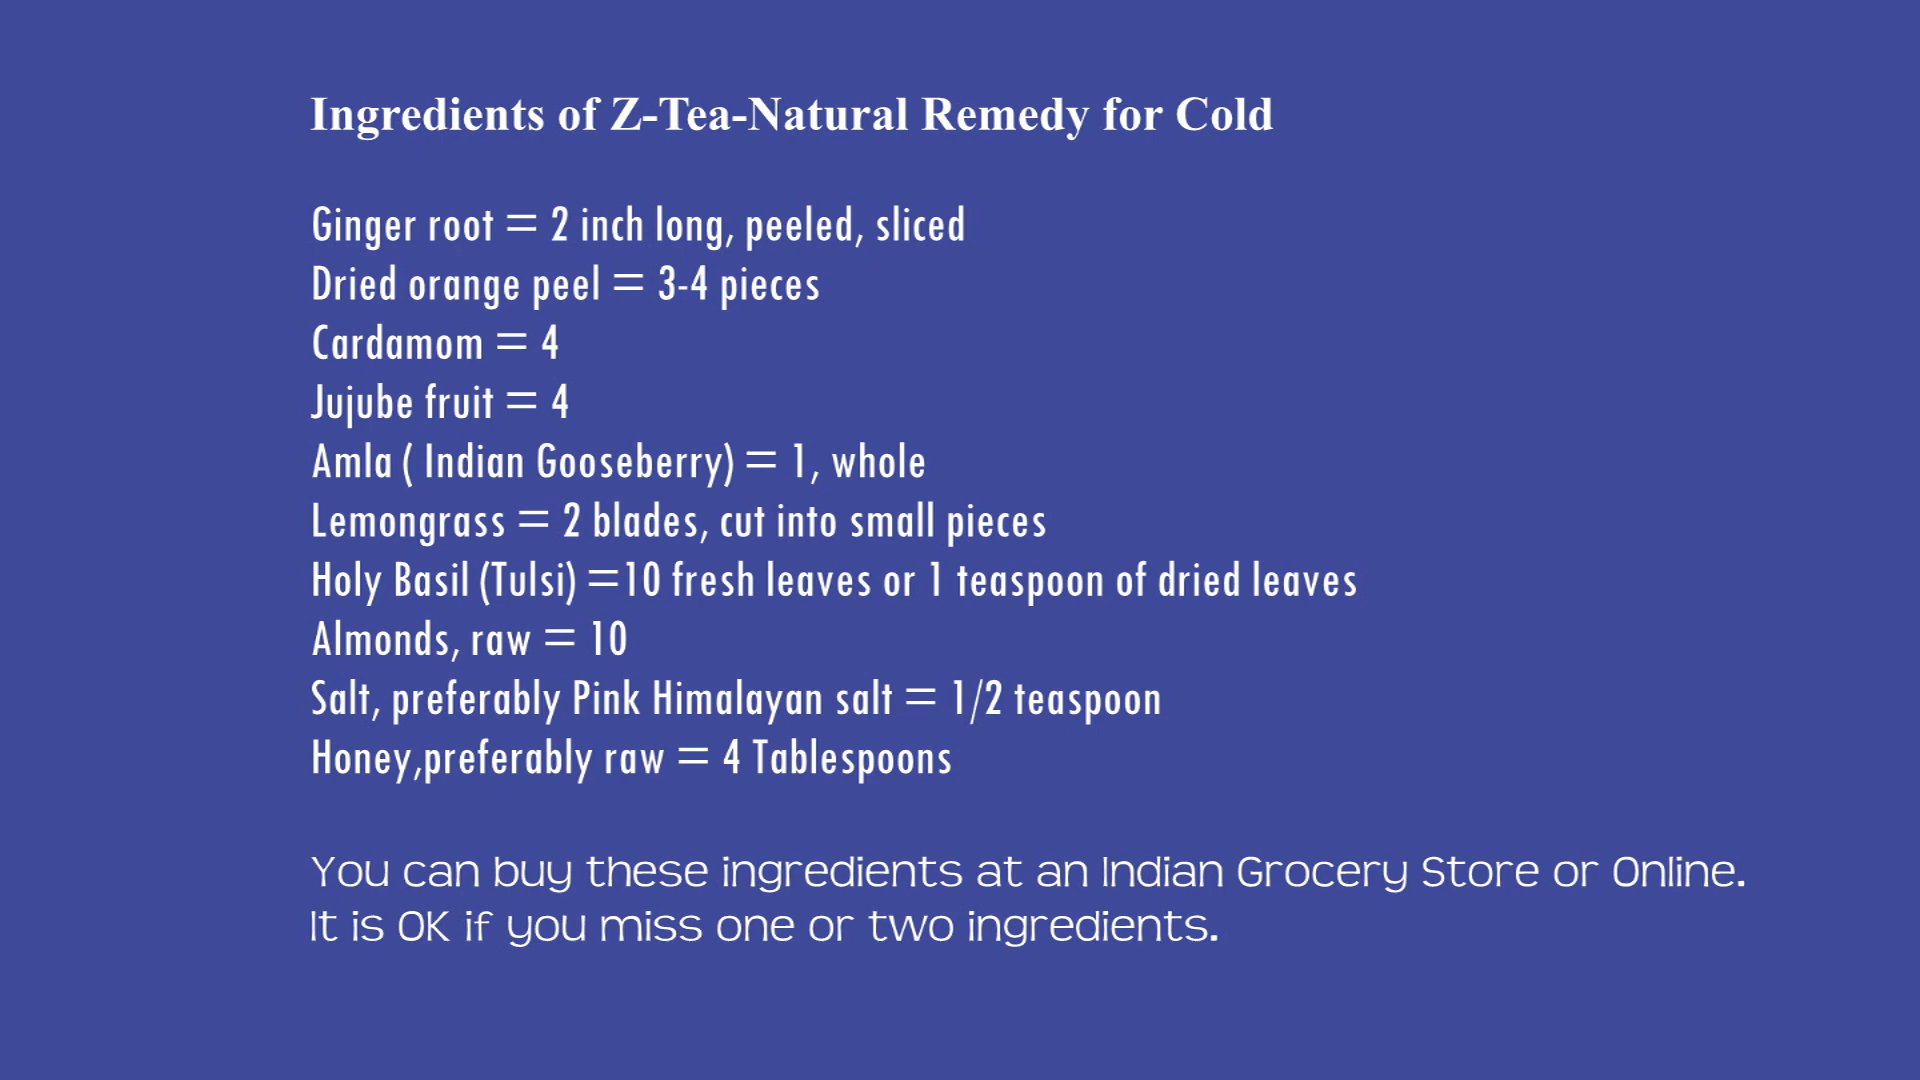 Ingredients of Z-Tea-Natural Remedy for Cold
Ginger root = 2 inch long, peeled, sliced
Dried orange peel = 3-4 pieces
Cardamom = 4
Jujube fruit = 4
Amla ( Indian Gooseberry) = 1, whole
Lemongrass = 2 blades, cut into small pieces
Holy Basil (Tulsi) =10 fresh leaves or 1 teaspoon of dried leaves
Almonds, raw = 10
Salt, preferably Pink Himalayan salt = 1/2 teaspoon
Honey,preferably raw = 4 Tablespoons
You can buy these ingredients at an Indian Grocery Store or Online.
It is OK if you miss one or two ingredients.